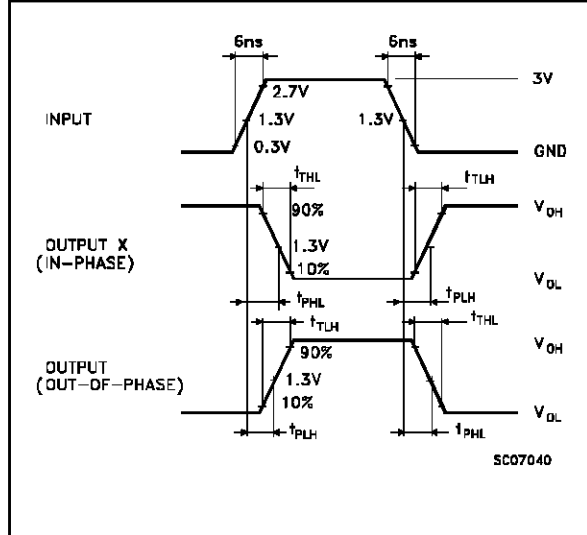 6ns 6ns
3V
2.7V
INPUT 1.3V 1.3V
0.3V GND
tTHL tTLH
90% VOH
OUTPUT X 1.3V
(IN-PHASE) 10% VOL
tPHL tPLH
tTLH tTHL
90% VOH
OUTPUT 1.3V
(OUT-OF-PHASE) 10% VOL
tPLH tPHL
SC07040